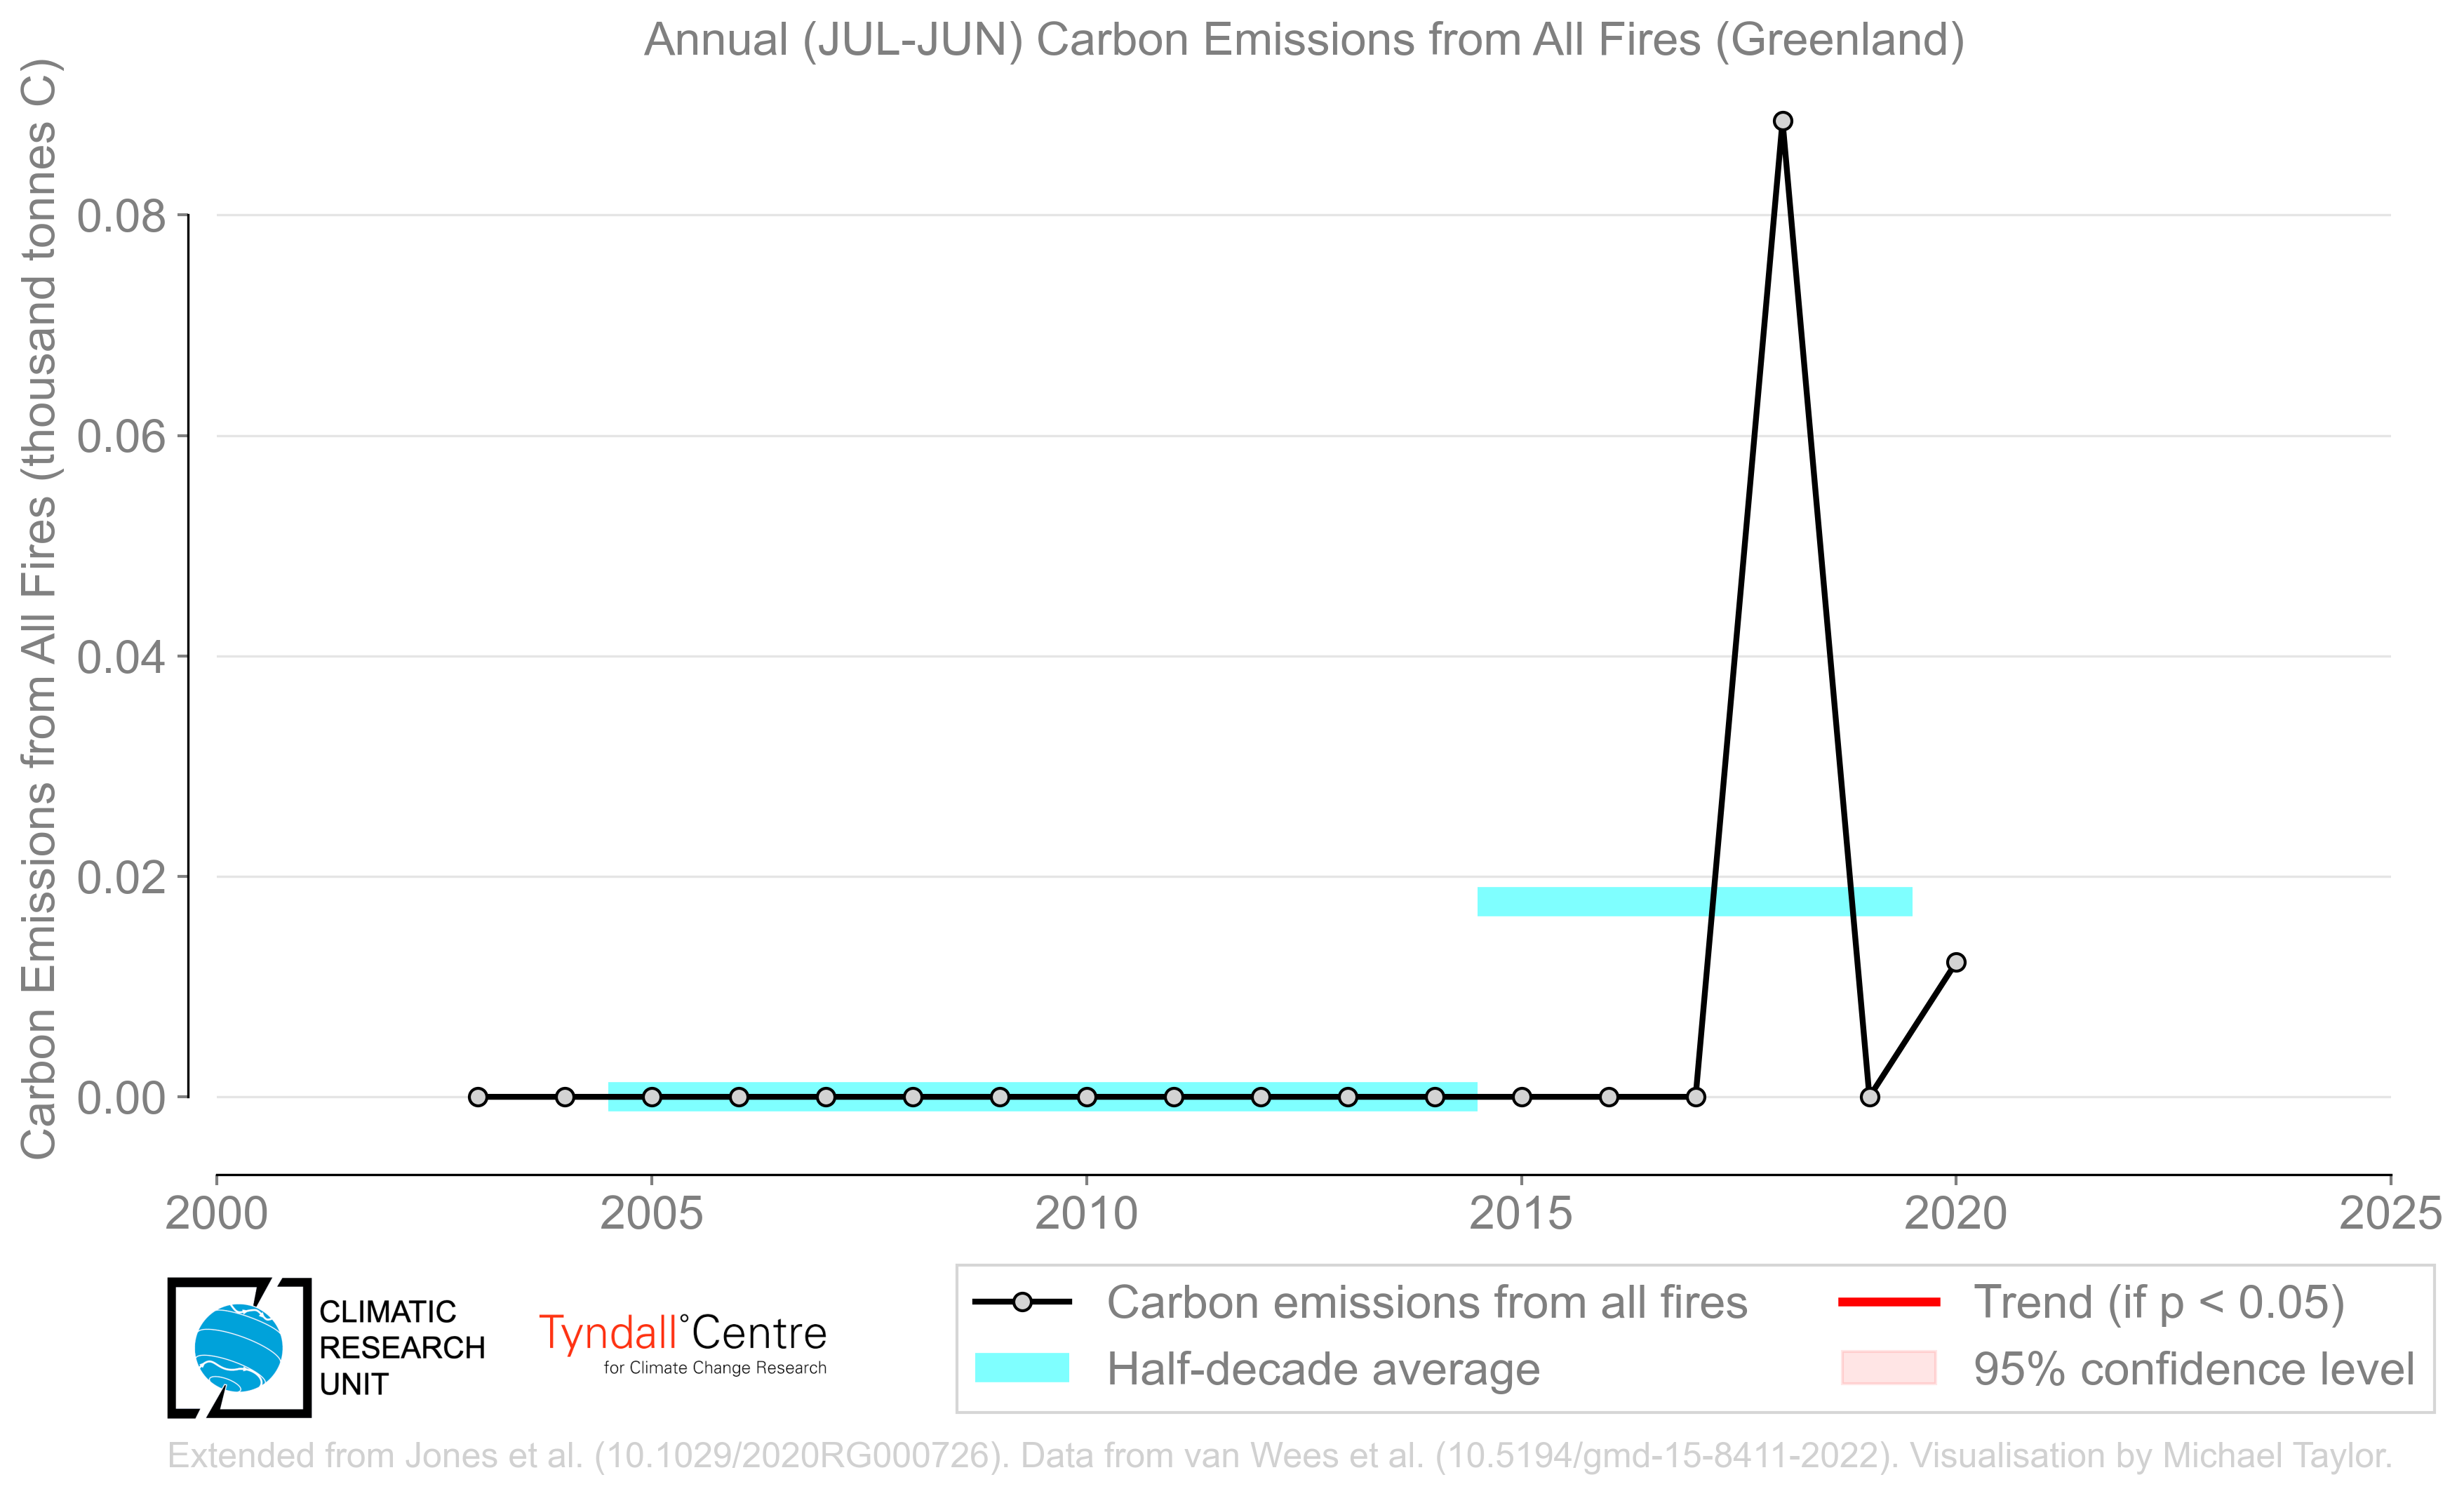 Annual (JUL-JUN) Carbon Emissions from All Fires (Greenland)
Carbon Emissions from All Fires (thousand tonnes C)
0.08
0.06
0.04
0.02
0.00
2000 2005 2010 2015 2020 2025
CLIMATIC
RESEARCH
UNIT
Tyndall°Centre
for Climate Change Research
Carbon emissions from all fires
Half-decade average
Trend (if p < 0.05)
95% confidence level
Extended from Jones et al. (10.1029/2020RG000726). Data from van Wees et al. (10.5194/gmd-15-8411-2022). Visualisation by Michael Taylor.